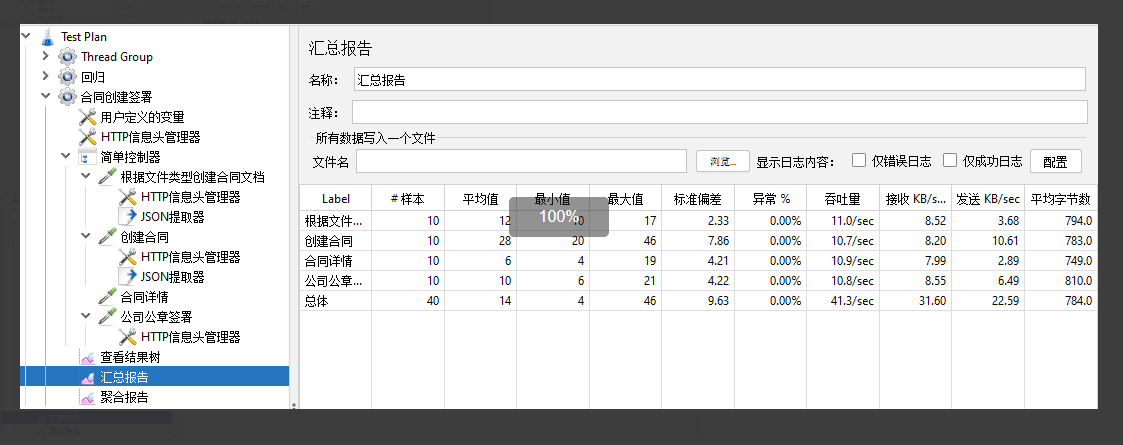 Test Plan
Thread Group
回归
合同创建签署
用户定义的变量
HTTP信息头管理器
简单控制器
根据文件类型创建合同文档
HTTP信息头管理器
JSON提取器
创建合同
HTTP信息头管理器
JSON提取器
合同详情
公司公章签署
HTTP信息头管理器
查看结果树
汇总报告
聚合报告
汇总报告
名称： 汇总报告
注释：
所有数据写入一个文件
文件名 浏览... 显示日志内容： 仅错误日志 仅成功日志 配置
Label # 样本 平均值 最小值 最大值 标准偏差 异常 % 吞吐量 接收 KB/s... 发送 KB/sec 平均字节数
100%
根据文件... 10 12 17 2.33 0.00% 11.0/sec 8.52 3.68 794.0
创建合同 10 28 20 46 7.86 0.00% 10.7/sec 8.20 10.61 783.0
合同详情 10 6 4 19 4.21 0.00% 10.9/sec 7.99 2.89 749.0
公司公章... 10 10 6 21 4.22 0.00% 10.8/sec 8.55 6.49 810.0
总体 40 14 4 46 9.63 0.00% 41.3/sec 31.60 22.59 784.0